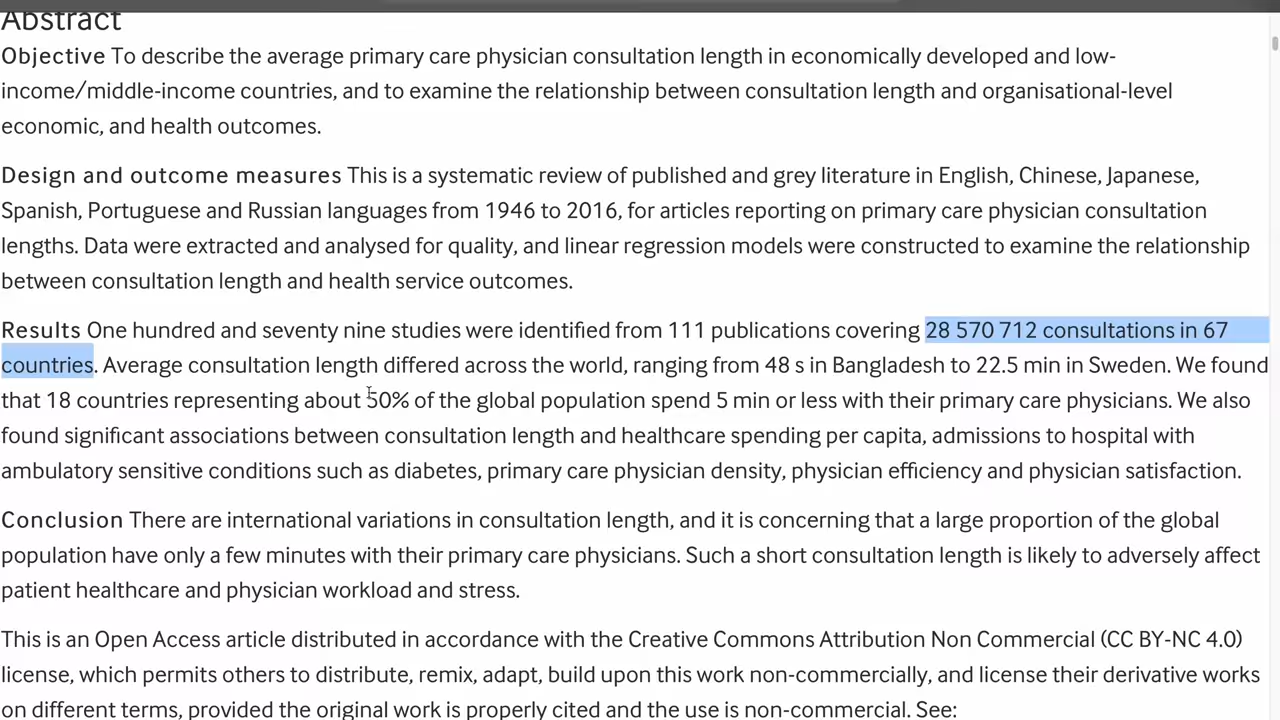 Abstract
Objective To describe the average primary care physician consultation length in economically developed and low-
income/middle-income countries, and to examine the relationship between consultation length and organisational-level
economic, and health outcomes.
Design and outcome measures This is a systematic review of published and grey literature in English, Chinese, Japanese,
Spanish, Portuguese and Russian languages from 1946 to 2016, for articles reporting on primary care physician consultation
lengths. Data were extracted and analysed for quality, and linear regression models were constructed to examine the relationship
between consultation length and health service outcomes.
Results One hundred and seventy nine studies were identified from 111 publications covering 28 570 712 consultations in 67
countries. Average consultation length differed across the world, ranging from 48 s in Bangladesh to 22.5 min in Sweden. We found
that 18 countries representing about 50% of the global population spend 5 min or less with their primary care physicians. We also
found significant associations between consultation length and healthcare spending per capita, admissions to hospital with
ambulatory sensitive conditions such as diabetes, primary care physician density, physician efficiency and physician satisfaction.
Conclusion There are international variations in consultation length, and it is concerning that a large proportion of the global
population have only a few minutes with their primary care physicians. Such a short consultation length is likely to adversely affect
patient healthcare and physician workload and stress.
This is an Open Access article distributed in accordance with the Creative Commons Attribution Non Commercial (CC BY-NC 4.0)
license, which permits others to distribute, remix, adapt, build upon this work non-commercially, and license their derivative works
on different terms, provided the original work is properly cited and the use is non-commercial. See: